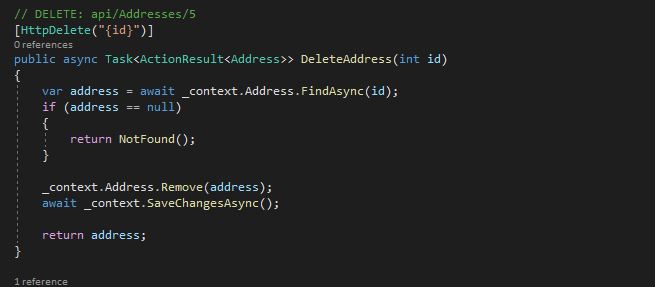 // DELETE: api/Addresses/5
[HttpDelete("{id}")]
0 references
public async Task<ActionResult<Address>> DeleteAddress(int id)
{
var address = await _context.Address.FindAsync(id);
if (address == null)
{
return NotFound();
}
_context.Address.Remove(address);
await _context.SaveChangesAsync();
return address;
}
1 reference